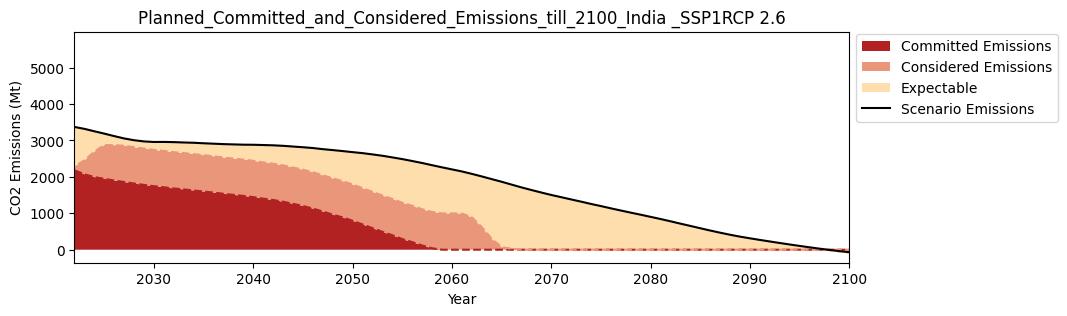 Planned_Committed_and_Considered_Emissions_till_2100_India _SSP1RCP 2.6
Committed Emissions
Considered Emissions
Expectable
Scenario Emissions
CO2 Emissions (Mt)
5000
4000
3000
2000
1000
0
2030 2040 2050 2060 2070 2080 2090 2100
Year